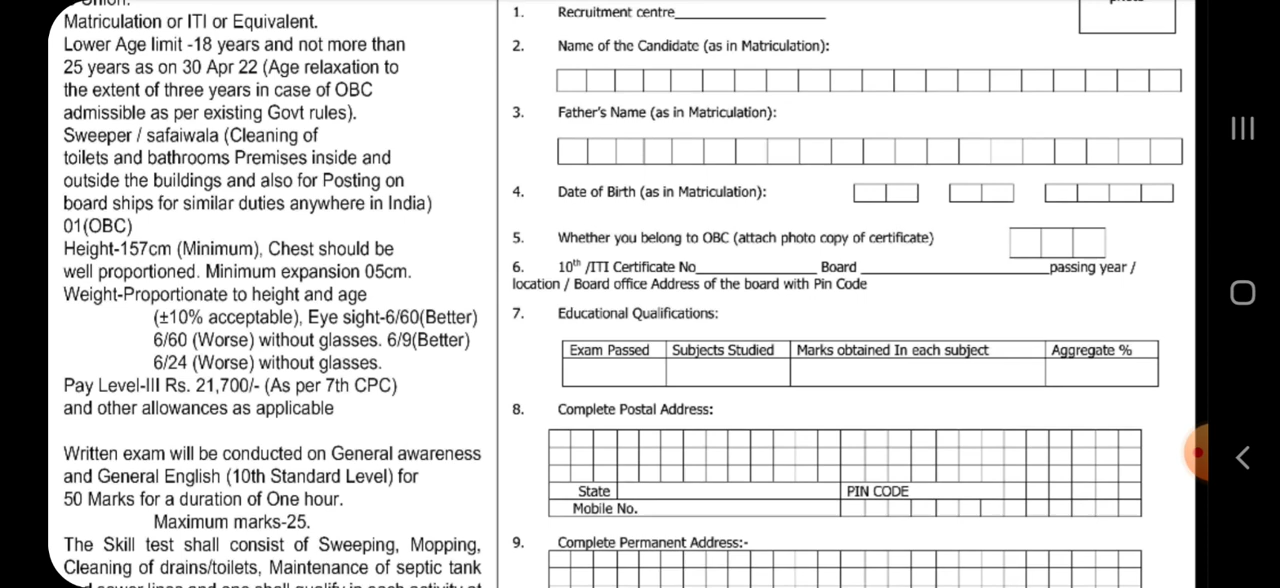 Matriculation or ITI or Equivalent.
Lower Age limit -18 years and not more than
25 years as on 30 Apr 22 (Age relaxation to
the extent of three years in case of OBC
admissible as per existing Govt rules).
Sweeper / safaiwala (Cleaning of
toilets and bathrooms Premises inside and
outside the buildings and also for Posting on
board ships for similar duties anywhere in India)
01(OBC)
Height-157cm (Minimum), Chest should be
well proportioned. Minimum expansion 05cm.
Weight-Proportionate to height and age
(±10% acceptable), Eye sight-6/60(Better)
6/60 (Worse) without glasses. 6/9(Better)
6/24 (Worse) without glasses.
Pay Level-III Rs. 21,700/- (As per 7th CPC)
and other allowances as applicable
Written exam will be conducted on General awareness
and General English (10th Standard Level) for
50 Marks for a duration of One hour.
Maximum marks-25.
The Skill test shall consist of Sweeping, Mopping,
Cleaning of drains/toilets, Maintenance of septic tank
1. Recruitment centre
2. Name of the Candidate (as in Matriculation):
3. Father's Name (as in Matriculation):
4. Date of Birth (as in Matriculation):
5. Whether you belong to OBC (attach photo copy of certificate)
6. 10th /ITI Certificate No Board passing year /
location / Board office Address of the board with Pin Code
7. Educational Qualifications:
Exam Passed Subjects Studied Marks obtained In each subject Aggregate %
8. Complete Postal Address:
State PIN CODE
Mobile No.
9. Complete Permanent Address:-